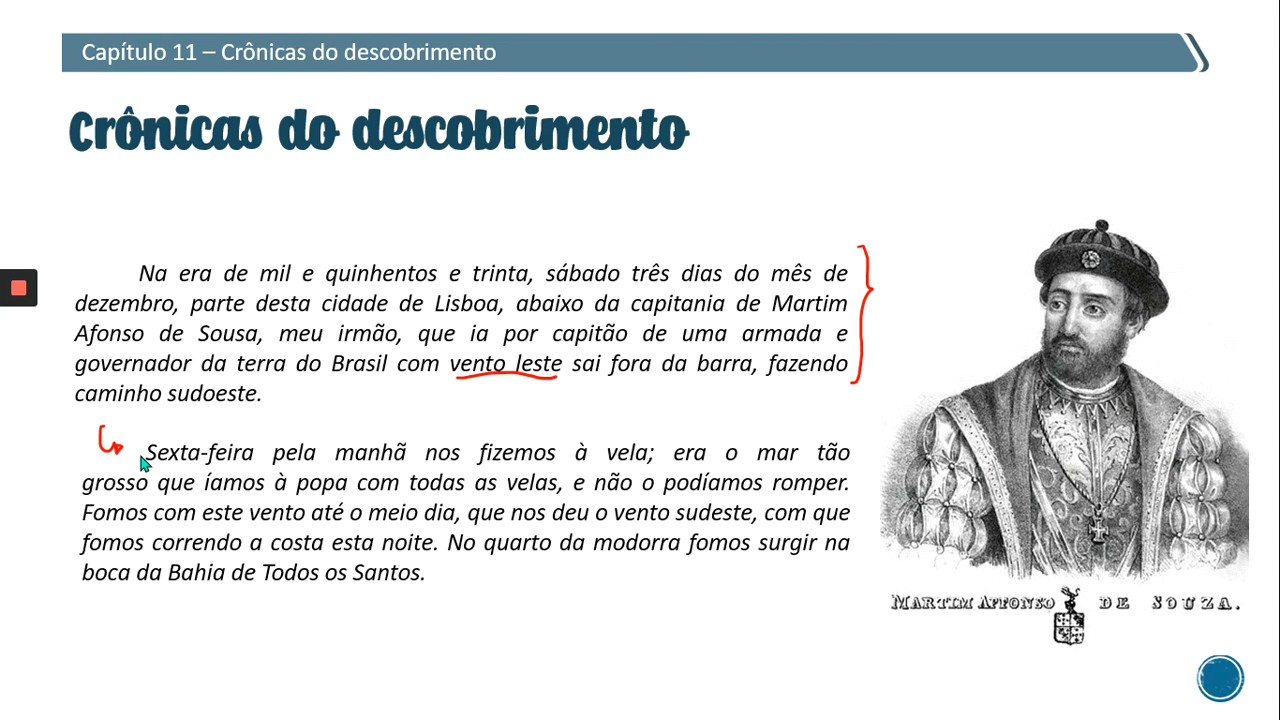 Capítulo 11 – Crônicas do descobrimento
Crônicas do descobrimento
Na era de mil e quinhentos e trinta, sábado três dias do mês de
dezembro, parte desta cidade de Lisboa, abaixo da capitania de Martim
Afonso de Sousa, meu irmão, que ia por capitão de uma armada e
governador da terra do Brasil com vento leste sai fora da barra, fazendo
caminho sudoeste.
Sexta-feira pela manhã nos fizemos à vela; era o mar tão
grosso que íamos à popa com todas as velas, e não o podíamos romper.
Fomos com este vento até o meio dia, que nos deu o vento sudeste, com que
fomos correndo a costa esta noite. No quarto da modorra fomos surgir na
boca da Bahia de Todos os Santos.
MARTIM AFFONSO DE SOUZA.